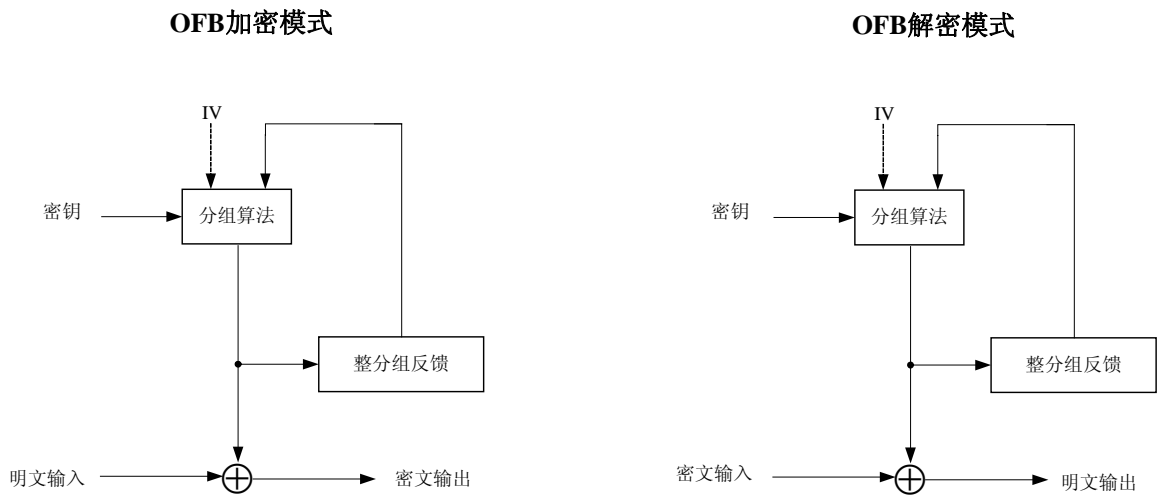 OFB加密模式
IV
密钥
分组算法
整分组反馈
明文输入
密文输出
OFB解密模式
IV
密钥
分组算法
整分组反馈
密文输入
明文输出